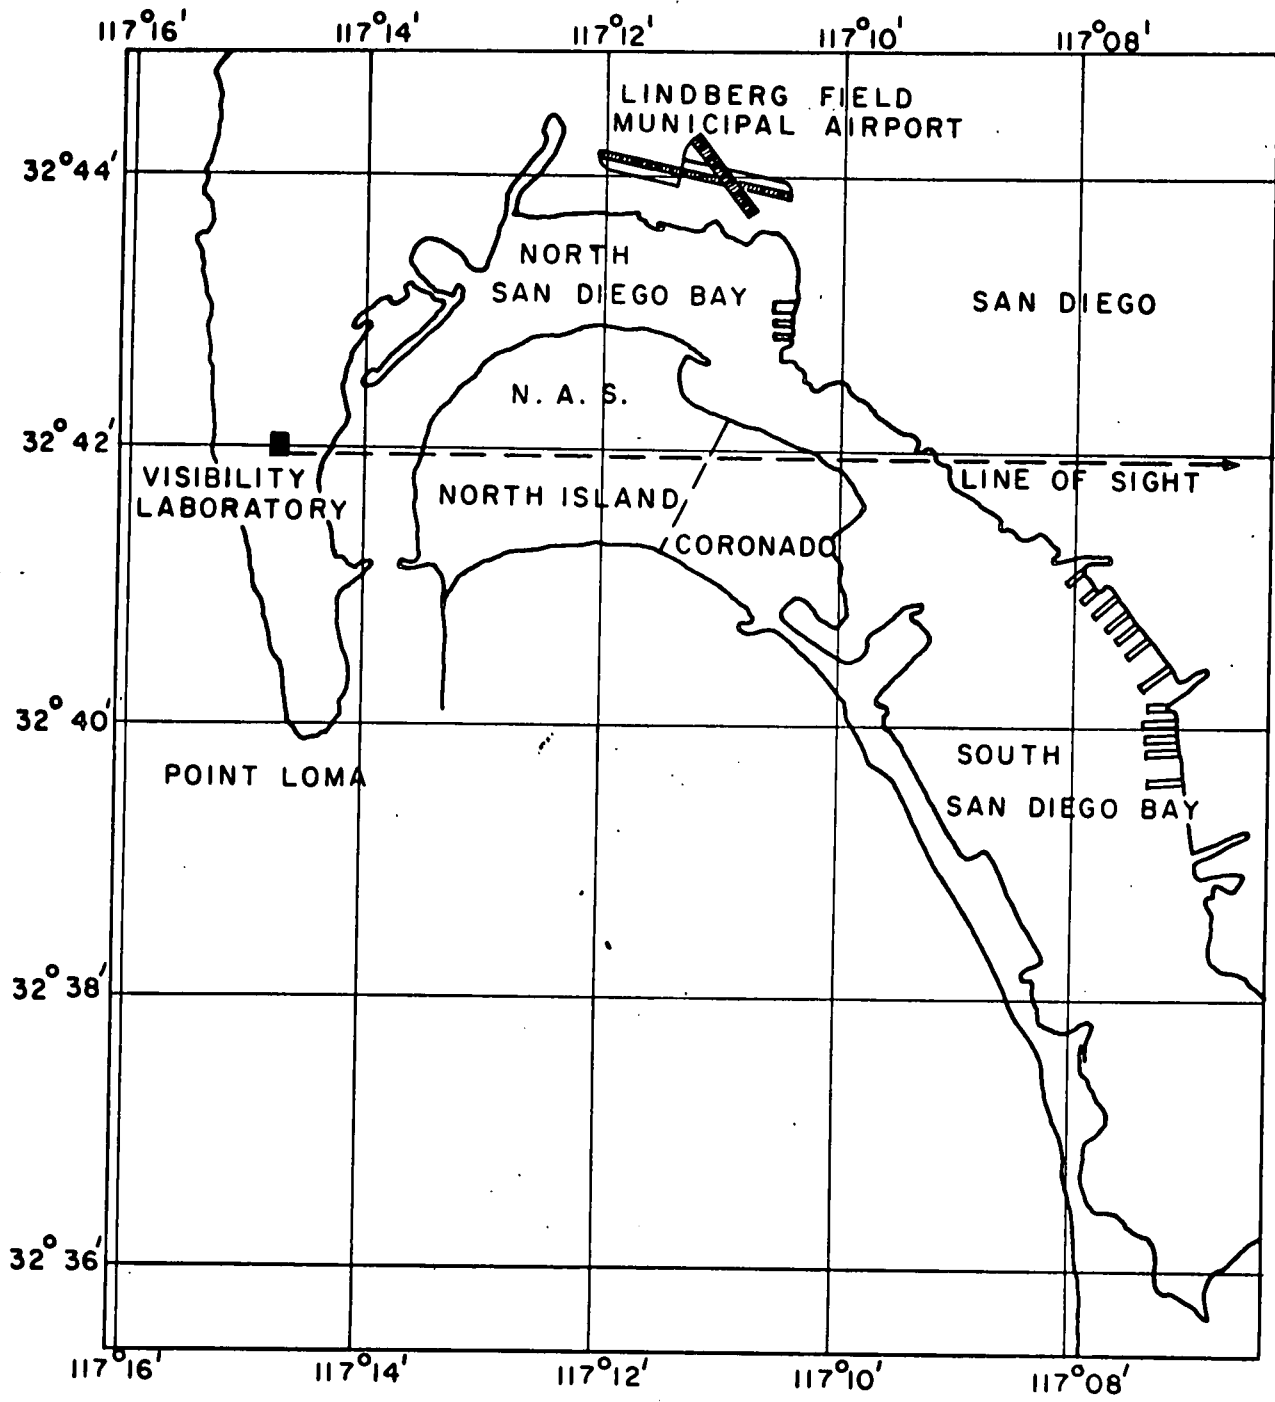 117°16' 117°14' 117°12' 117°10' 117°08'
LINDBERG FIELD
MUNICIPAL AIRPORT
32°44'
NORTH
SAN DIEGO BAY
SAN DIEGO
N. A. S.
32°42'
VISIBILITY
LABORATORY
LINE OF SIGHT
NORTH ISLAND
CORONADO
32°40'
POINT LOMA
SOUTH
SAN DIEGO BAY
32°38'
32°36'
117°16' 117°14' 117°12' 117°10' 117°08'